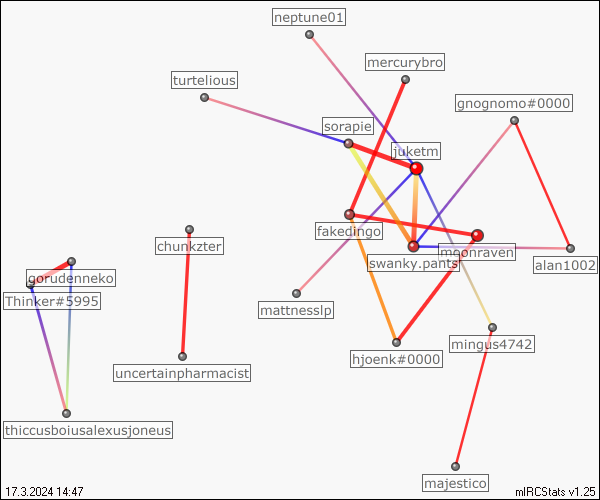 neptune01
mercurybro
turtelious
gnognomo#0000
sorapie
juketm
fakedingo
chunkzter
moonraven
swanky.pants
alan1002
gorudenneko
Thinker#5995
mattnesslp
mingus4742
hjoenk#0000
uncertainpharmacist
thiccusboiusalexusjoneus
majestico
17.3.2024 14:47
mIRCStats v1.25